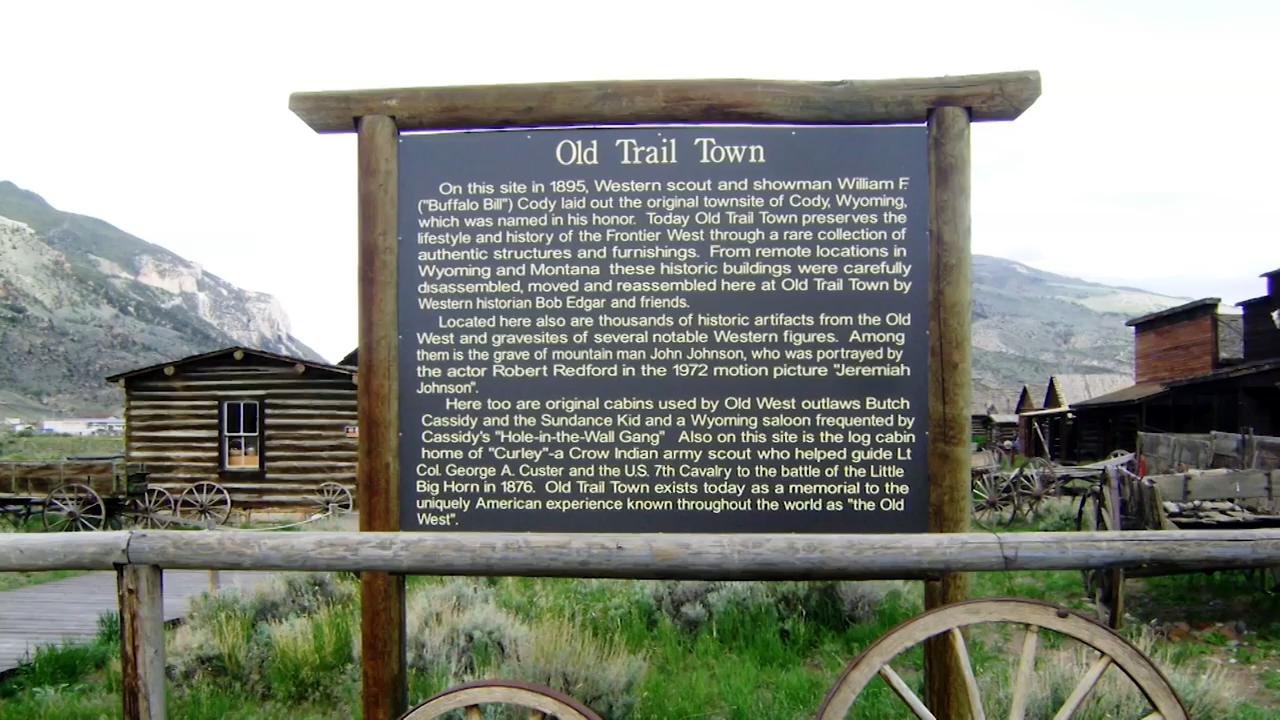 Old Trail Town
On this site in 1895, Western scout and showman William F.
("Buffalo Bill") Cody laid out the original townsite of Cody, Wyoming,
which was named in his honor. Today Old Trail Town preserves the
lifestyle and history of the Frontier West through a rare collection of
authentic structures and furnishings. From remote locations in
Wyoming and Montana these historic buildings were carefully
disassembled, moved and reassembled here at Old Trail Town by
Western historian Bob Edgar and friends.
Located here also are thousands of historic artifacts from the Old
West and gravesites of several notable Western figures. Among
them is the grave of mountain man John Johnson, who was portrayed by
the actor Robert Redford in the 1972 motion picture "Jeremiah
Johnson".
Here too are original cabins used by Old West outlaws Butch
Cassidy and the Sundance Kid and a Wyoming saloon frequented by
Cassidy's "Hole-in-the-Wall Gang" Also on this site is the log cabin
home of "Curley"-a Crow Indian army scout who helped guide Lt
Col. George A. Custer and the U.S. 7th Cavalry to the battle of the Little
Big Horn in 1876. Old Trail Town exists today as a memorial to the
uniquely American experience known throughout the world as "the Old
West".